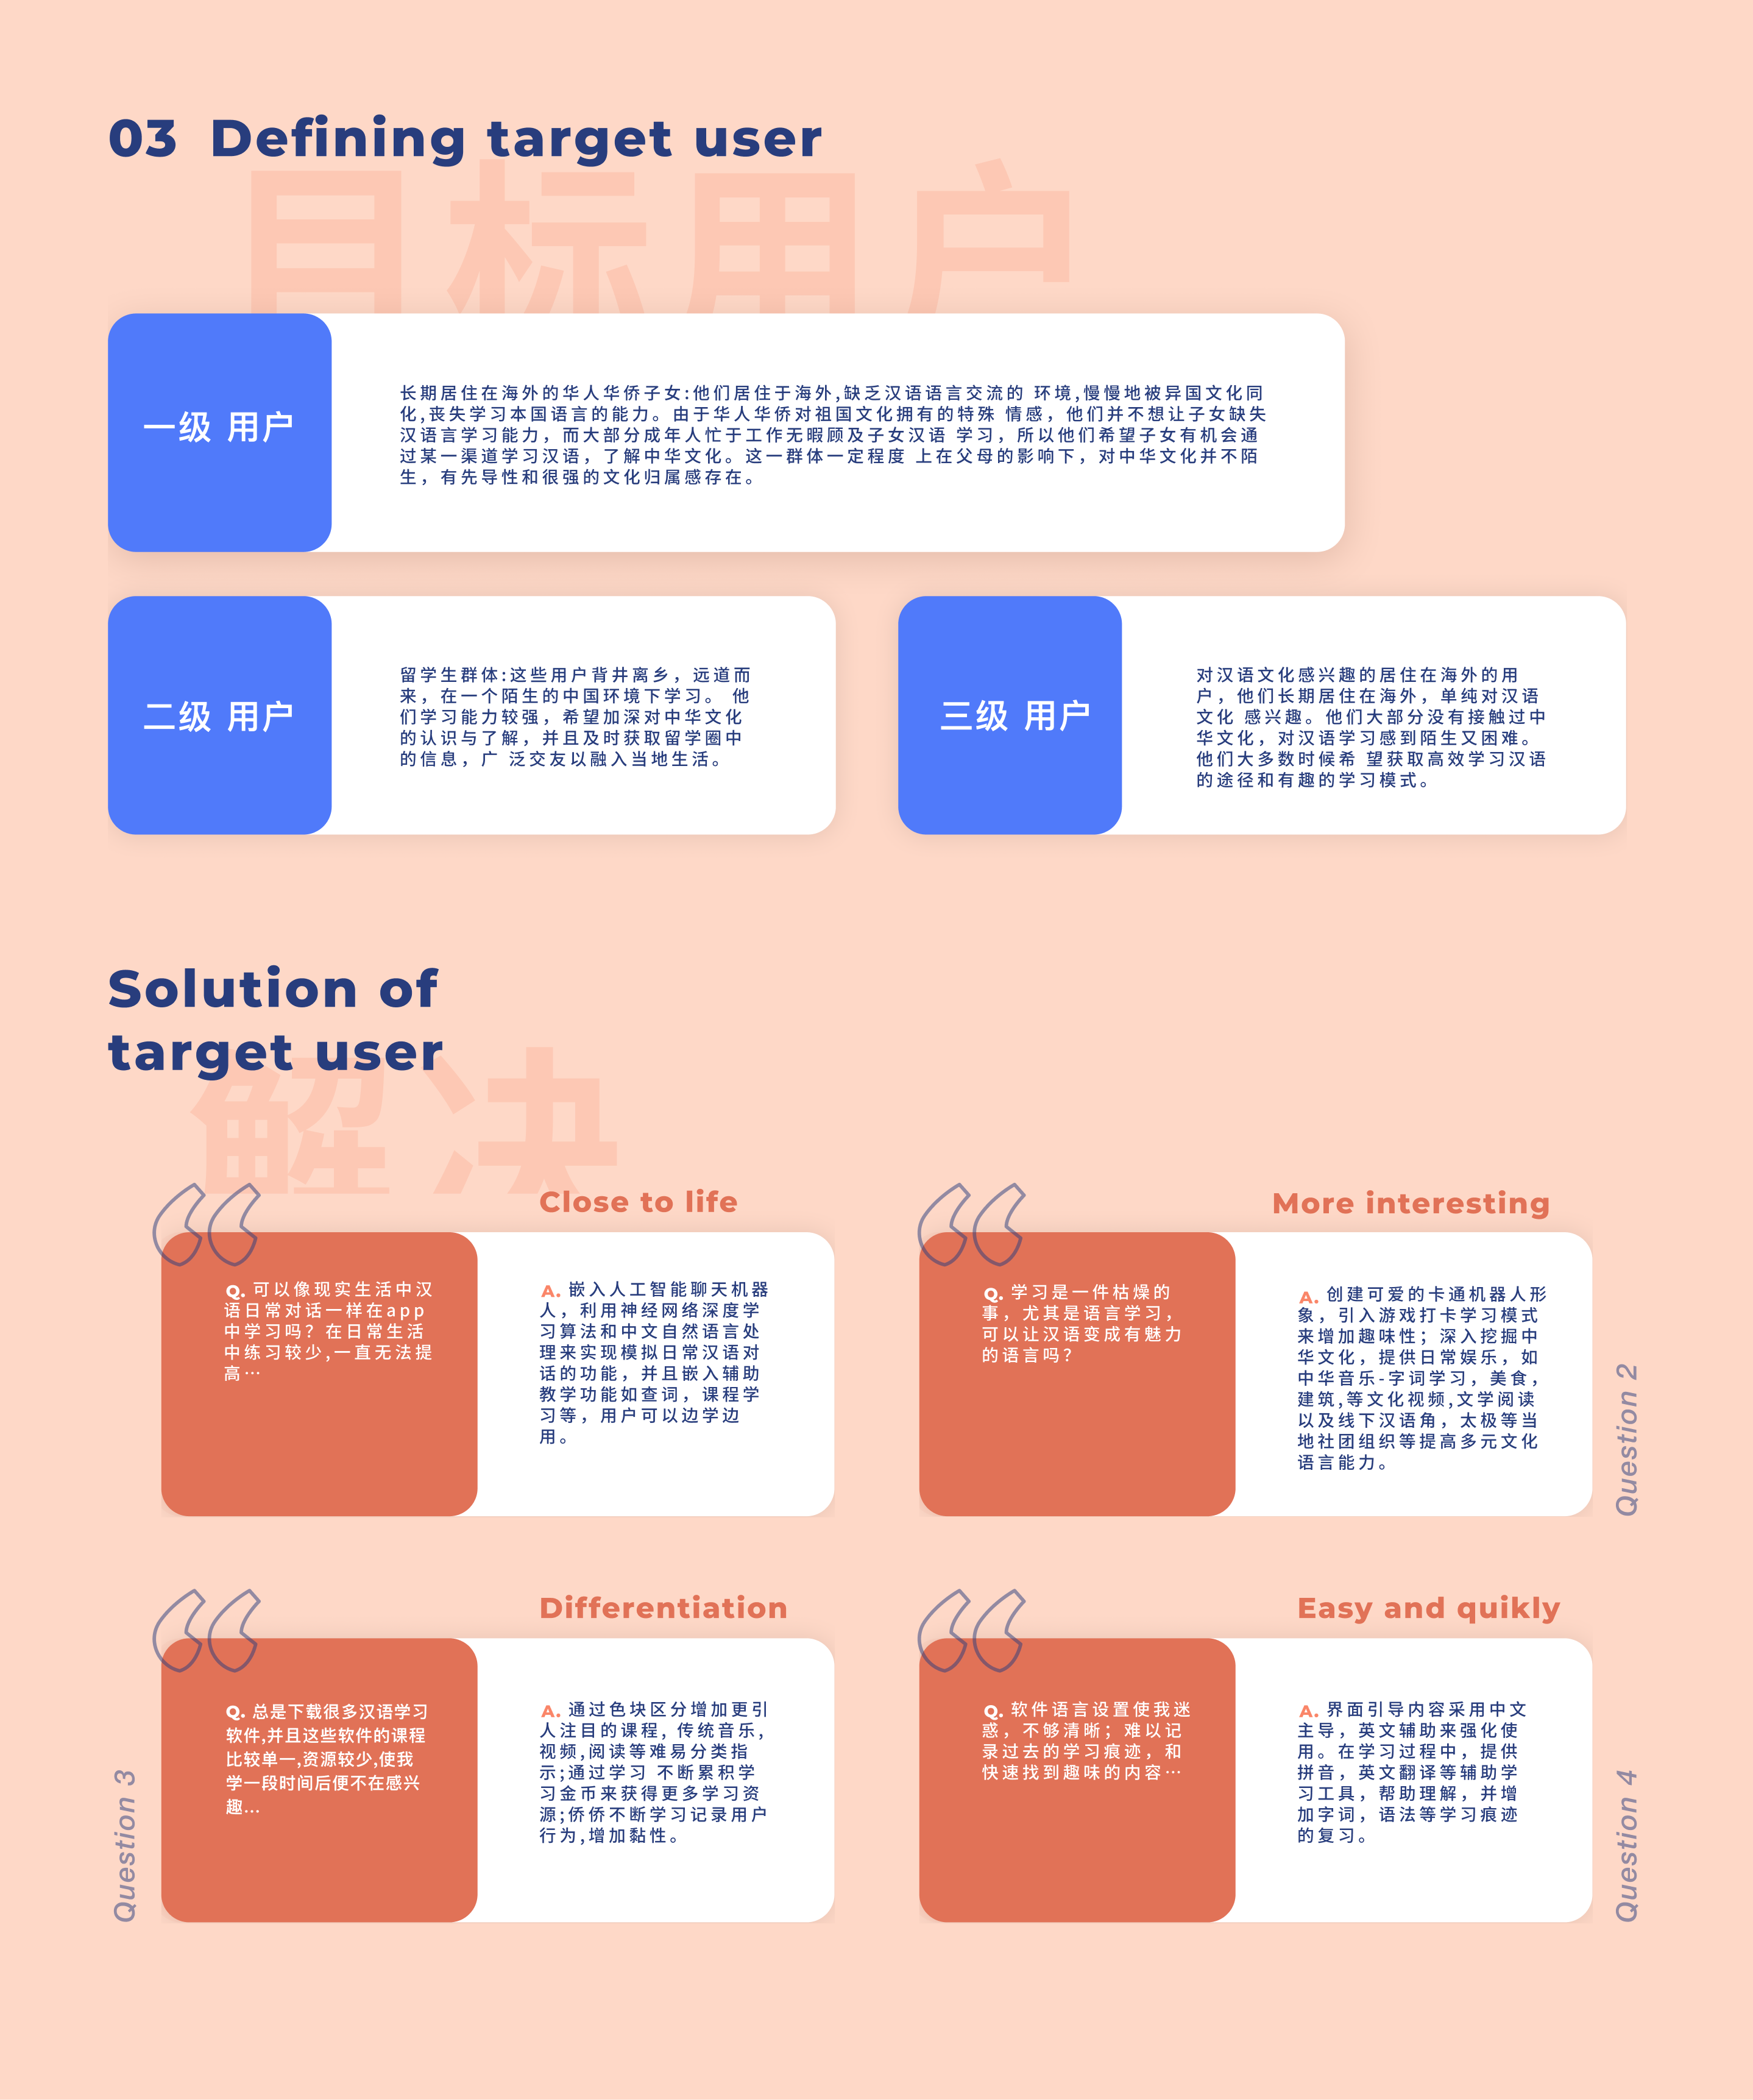 03 Defining target user
目标用户
一级 用户
长期居住在海外的华人华侨子女:他们居住于海外,缺乏汉语语言交流的 环境,慢慢地被异国文化同
化,丧失学习本国语言的能力。由于华人华侨对祖国文化拥有的特殊 情感，他们并不想让子女缺失
汉语言学习能力，而大部分成年人忙于工作无暇顾及子女汉语 学习，所以他们希望子女有机会通
过某一渠道学习汉语，了解中华文化。这一群体一定程度 上在父母的影响下，对中华文化并不陌
生，有先导性和很强的文化归属感存在。
二级 用户
留学生群体:这些用户背井离乡，远道而
来，在一个陌生的中国环境下学习。 他
们学习能力较强，希望加深对中华文化
的认识与了解，并且及时获取留学圈中
的信息，广 泛交友以融入当地生活。
三级 用户
对汉语文化感兴趣的居住在海外的用
户，他们长期居住在海外，单纯对汉语
文化 感兴趣。他们大部分没有接触过中
华文化，对汉语学习感到陌生又困难。
他们大多数时候希 望获取高效学习汉语
的途径和有趣的学习模式。
Solution of
target user
解决
Close to life
Q. 可以像现实生活中汉
语日常对话一样在app
中学习吗？在日常生活
中练习较少,一直无法提
高…
A. 嵌入人工智能聊天机器
人，利用神经网络深度学
习算法和中文自然语言处
理来实现模拟日常汉语对
话的功能，并且嵌入辅助
教学功能如查词，课程学
习等，用户可以边学边
用。
More interesting
Q. 学习是一件枯燥的
事，尤其是语言学习，
可以让汉语变成有魅力
的语言吗？
A. 创建可爱的卡通机器人形
象，引入游戏打卡学习模式
来增加趣味性；深入挖掘中
华文化，提供日常娱乐，如
中华音乐-字词学习，美食，
建筑,等文化视频,文学阅读
以及线下汉语角，太极等当
地社团组织等提高多元文化
语言能力。
Question 2
Differentiation
Q. 总是下载很多汉语学习
软件,并且这些软件的课程
比较单一,资源较少,使我
学一段时间后便不在感兴
趣...
A. 通过色块区分增加更引
人注目的课程, 传统音乐,
视频,阅读等难易分类指
示;通过学习 不断累积学
习金币来获得更多学习资
源;侨侨不断学习记录用户
行为,增加黏性。
Question 3
Easy and quikly
Q. 软件语言设置使我迷
惑，不够清晰；难以记
录过去的学习痕迹，和
快速找到趣味的内容…
A. 界面引导内容采用中文
主导，英文辅助来强化使
用。在学习过程中，提供
拼音，英文翻译等辅助学
习工具，帮助理解，并增
加字词，语法等学习痕迹
的复习。
Question 4